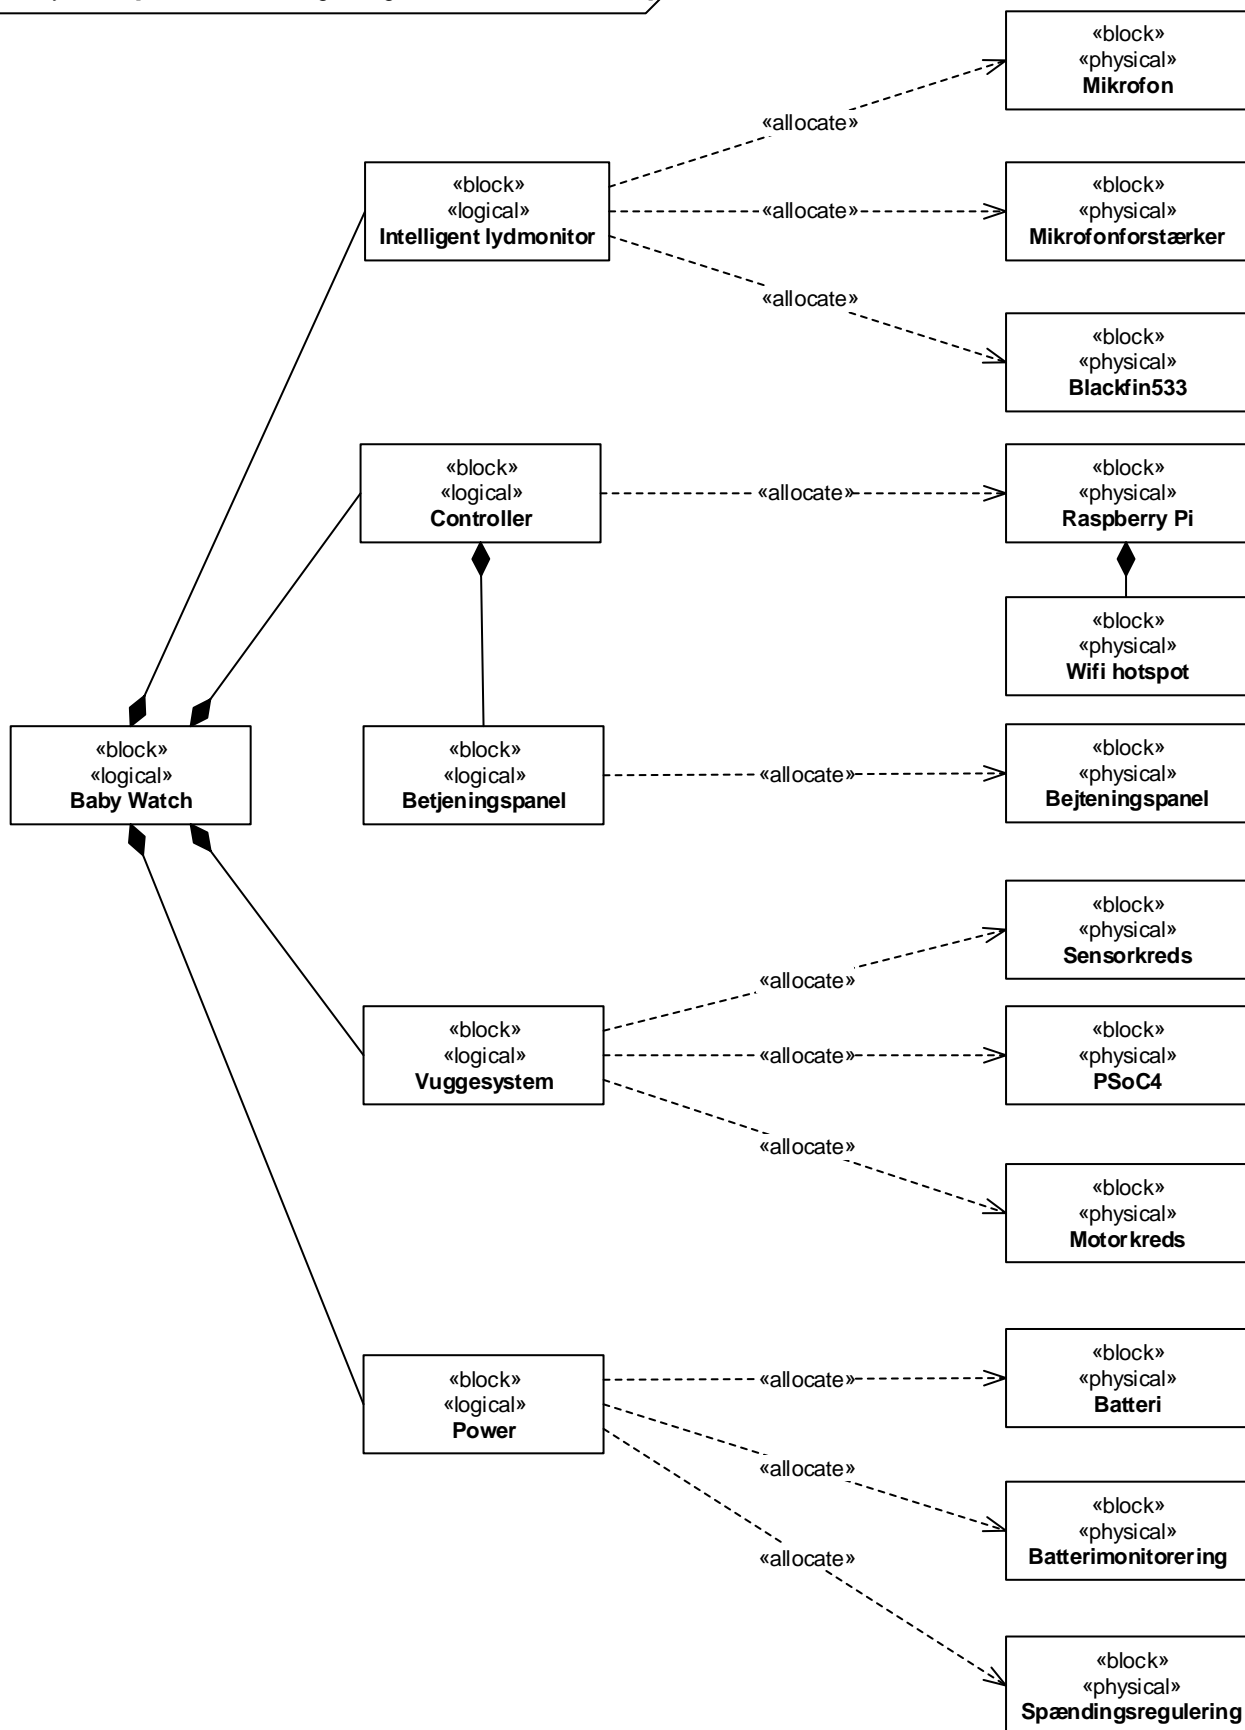 «block»
«physical»
Mikrofon
«allocate»
«block»
«logical»
Intelligent lydmonitor
«allocate»
«block»
«physical»
Mikrofonforstærker
«allocate»
«block»
«physical»
Blackfin533
«block»
«logical»
Controller
«allocate»
«block»
«physical»
Raspberry Pi
«block»
«physical»
Wifi hotspot
«block»
«logical»
Baby Watch
«block»
«logical»
Betjeningspanel
«allocate»
«block»
«physical»
Bejteningspanel
«block»
«physical»
Sensorkreds
«allocate»
«block»
«logical»
Vuggesystem
«allocate»
«block»
«physical»
PSoC4
«allocate»
«block»
«physical»
Motorkreds
«block»
«logical»
Power
«allocate»
«block»
«physical»
Batteri
«allocate»
«block»
«physical»
Batterimonitorering
«allocate»
«block»
«physical»
Spændingsregulering